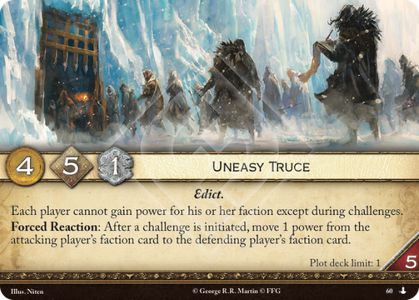 4 5 1 UNEASY TRUCE
Edict.
Each player cannot gain power for his or her faction except during challenges.
Forced Reaction: After a challenge is initiated, move 1 power from the
attacking player's faction card to the defending player's faction card.
Plot deck limit: 1
5
Illus. Niten © George R.R. Martin © FFG 60